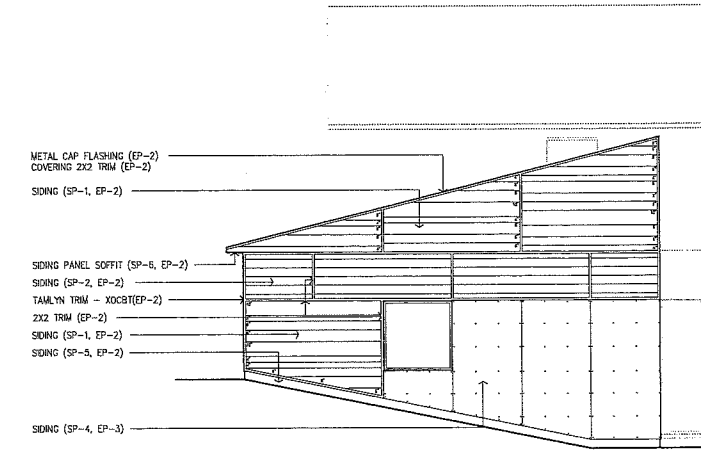 METAL CAP FLASHING (EP-2)
COVERING 2X2 TRIM (EP-2)
SIDING (SP-1, EP-2)
SIDING PANEL SOFFIT (SP-6, EP-2)
SIDING (SP-2, EP-2)
TAMLYN TRIM - XOCBT(EP-2)
2X2 TRIM (EP-2)
SIDING (SP-1, EP-2)
SIDING (SP-5, EP-2)
SIDING (SP-4, EP-3)